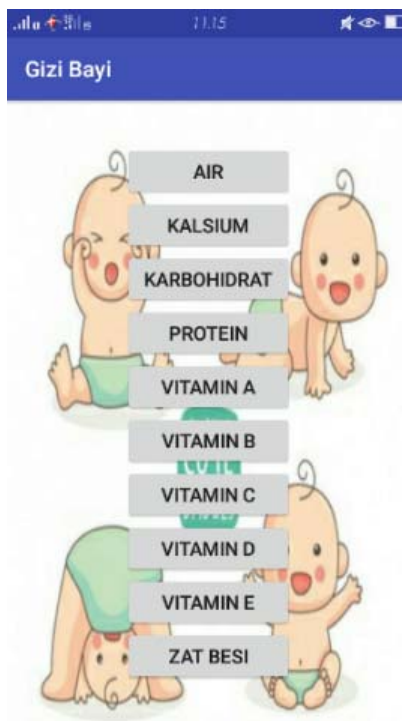 11.15
Gizi Bayi
AIR
KALSIUM
KARBOHIDRAT
PROTEIN
VITAMIN A
VITAMIN B
VITAMIN C
VITAMIN D
VITAMIN E
ZAT BESI